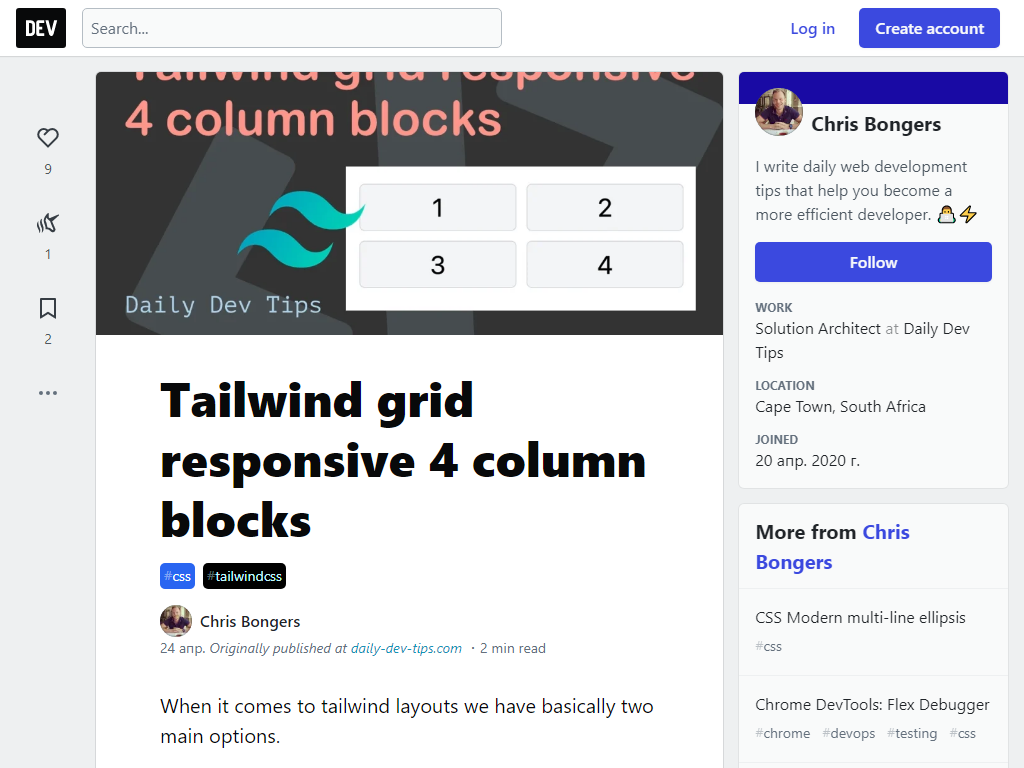 DEV
Search...
Log in
Create account
9
1
2
Tailwind grid responsive
4 column blocks
1
2
3
4
Daily Dev Tips
Tailwind grid
responsive 4 column
blocks
#css #tailwindcss
Chris Bongers
24 апр. Originally published at daily-dev-tips.com ・2 min read
When it comes to tailwind layouts we have basically two
main options.
Chris Bongers
I write daily web development
tips that help you become a
more efficient developer.
Follow
WORK
Solution Architect at Daily Dev
Tips
LOCATION
Cape Town, South Africa
JOINED
20 апр. 2020 г.
More from Chris
Bongers
CSS Modern multi-line ellipsis
#css
Chrome DevTools: Flex Debugger
#chrome #devops #testing #css